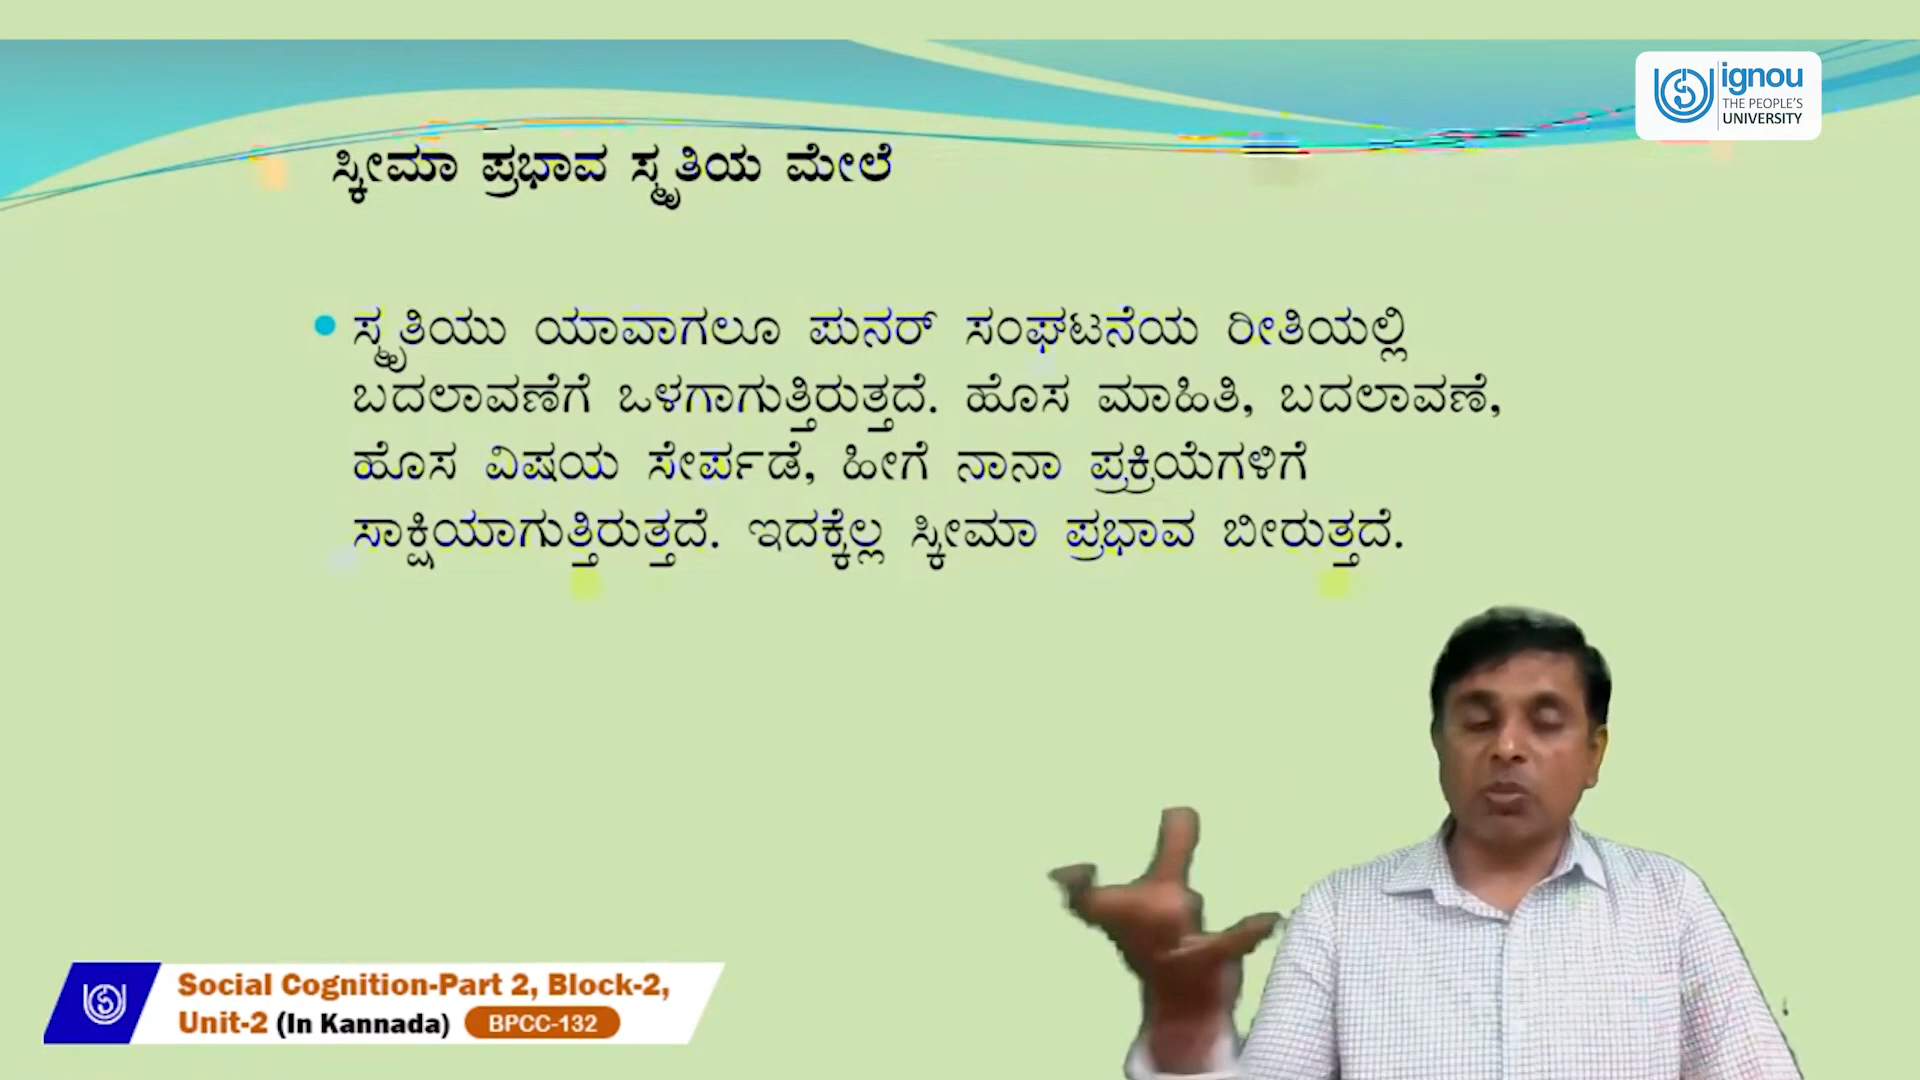 ignou
THE PEOPLE'S
UNIVERSITY
ಸ್ಕೀಮಾ ಪ್ರಭಾವ ಸ್ಮೃತಿಯ ಮೇಲೆ
• ಸ್ಮೃತಿಯು ಯಾವಾಗಲೂ ಪುನರ್ ಸಂಘಟನೆಯ ರೀತಿಯಲ್ಲಿ
ಬದಲಾವಣೆಗೆ ಒಳಗಾಗುತ್ತಿರುತ್ತದೆ. ಹೊಸ ಮಾಹಿತಿ, ಬದಲಾವಣೆ,
ಹೊಸ ವಿಷಯ ಸೇರ್ಪಡೆ, ಹೀಗೆ ನಾನಾ ಪ್ರಕ್ರಿಯೆಗಳಿಗೆ
ಸಾಕ್ಷಿಯಾಗುತ್ತಿರುತ್ತದೆ. ಇದಕ್ಕೆಲ್ಲ ಸ್ಕೀಮಾ ಪ್ರಭಾವ ಬೀರುತ್ತದೆ.
Social Cognition-Part 2, Block-2,
Unit-2 (In Kannada) BPCC-132